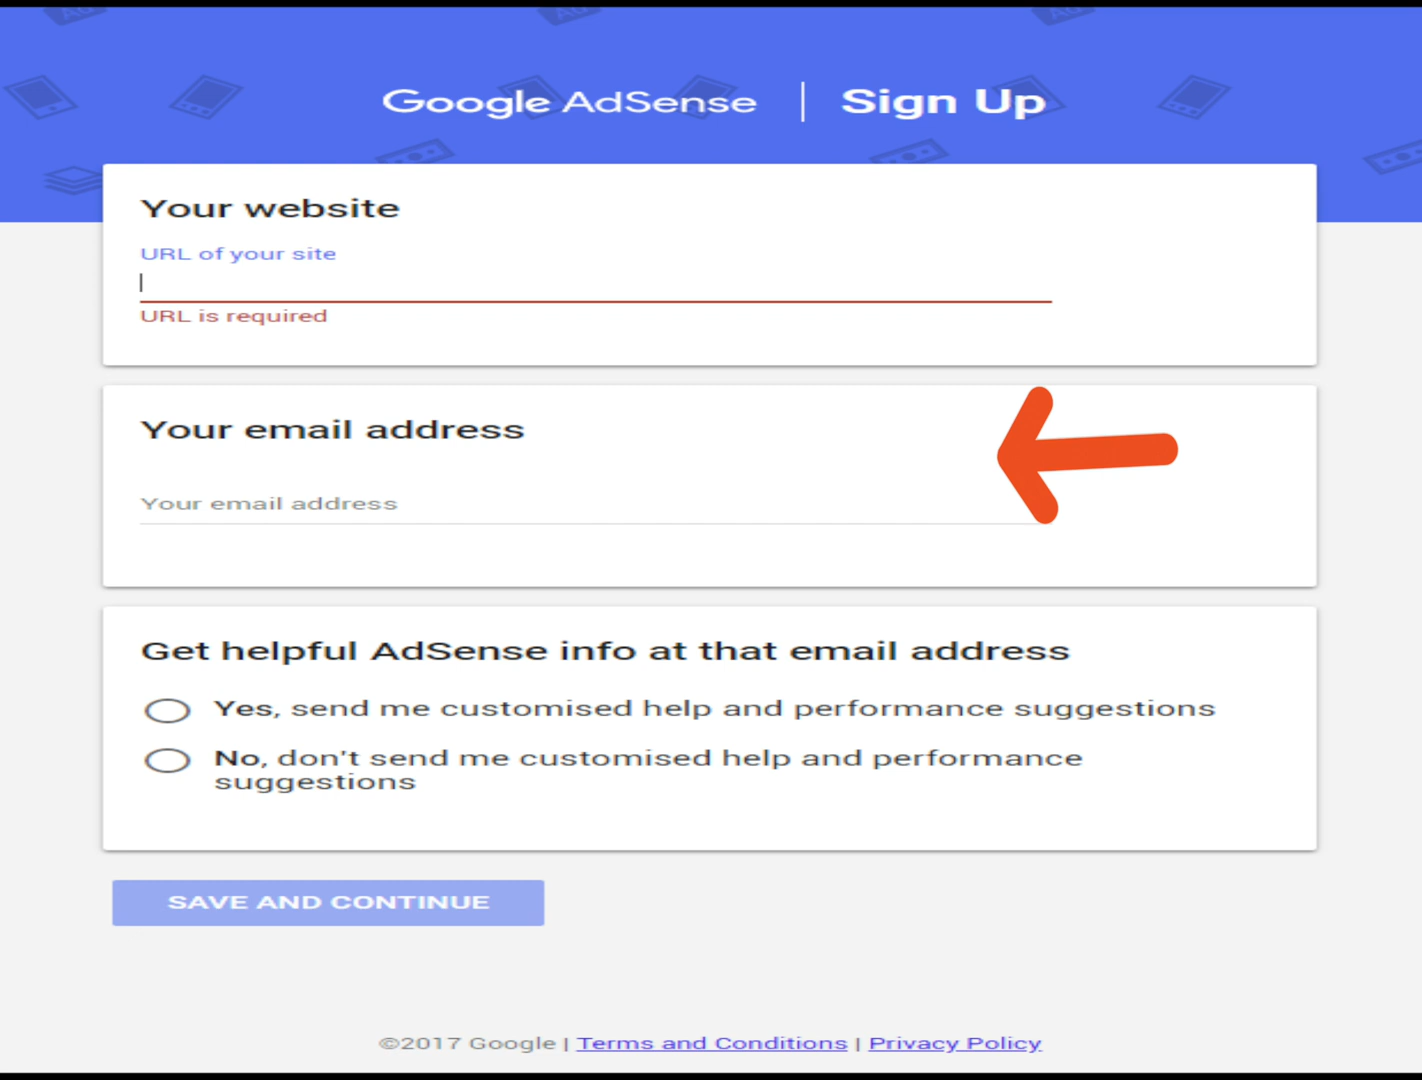 Google AdSense | Sign Up
Your website
URL of your site
URL is required
Your email address
Your email address
Get helpful AdSense info at that email address
Yes, send me customised help and performance suggestions
No, don't send me customised help and performance
suggestions
SAVE AND CONTINUE
©2017 Google | Terms and Conditions | Privacy Policy